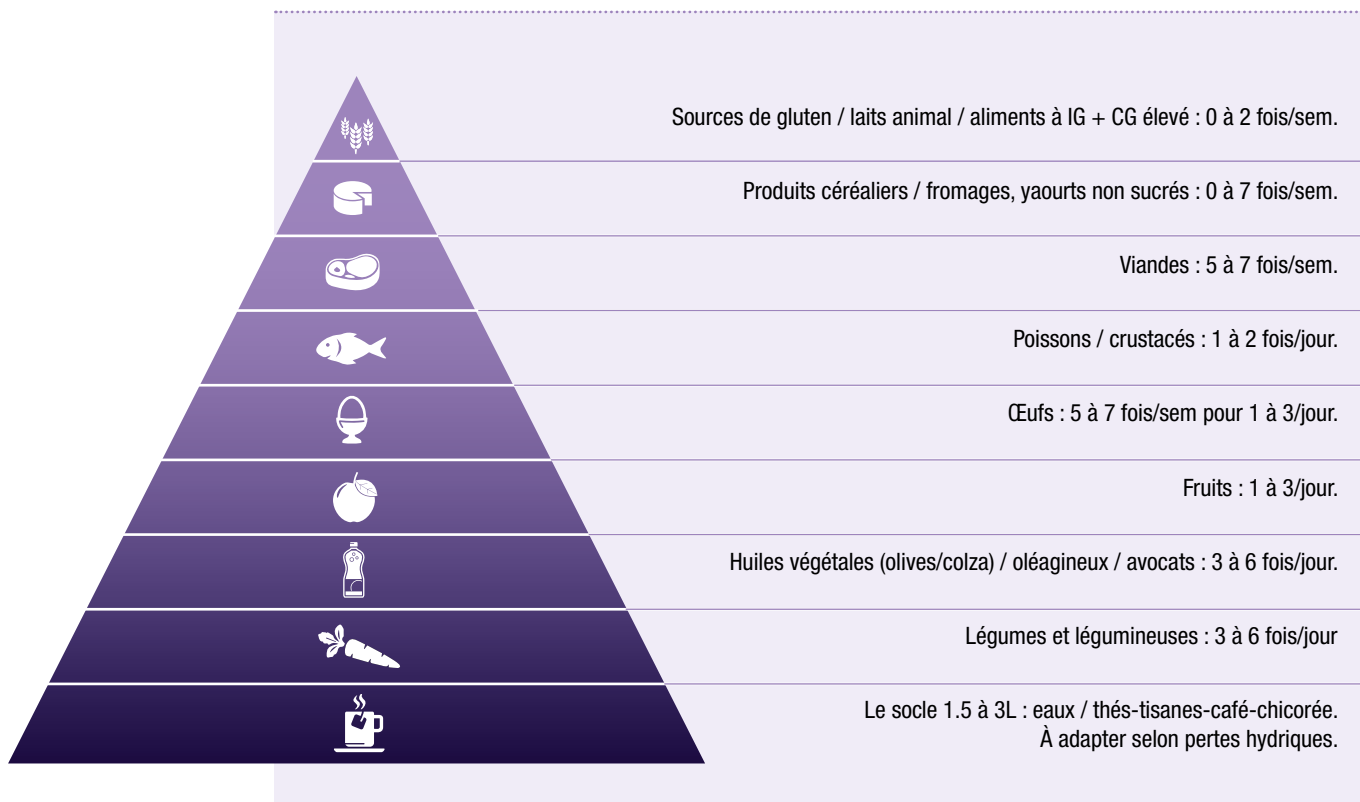 Sources de gluten / laits animal / aliments à IG + CG élevé : 0 à 2 fois/sem.
Produits céréaliers / fromages, yaourts non sucrés : 0 à 7 fois/sem.
Viandes : 5 à 7 fois/sem.
Poissons / crustacés : 1 à 2 fois/jour.
Œufs : 5 à 7 fois/sem pour 1 à 3/jour.
Fruits : 1 à 3/jour.
Huiles végétales (olives/colza) / oléagineux / avocats : 3 à 6 fois/jour.
Légumes et légumineuses : 3 à 6 fois/jour
Le socle 1.5 à 3L : eaux / thés-tisanes-café-chicorée.
À adapter selon pertes hydriques.